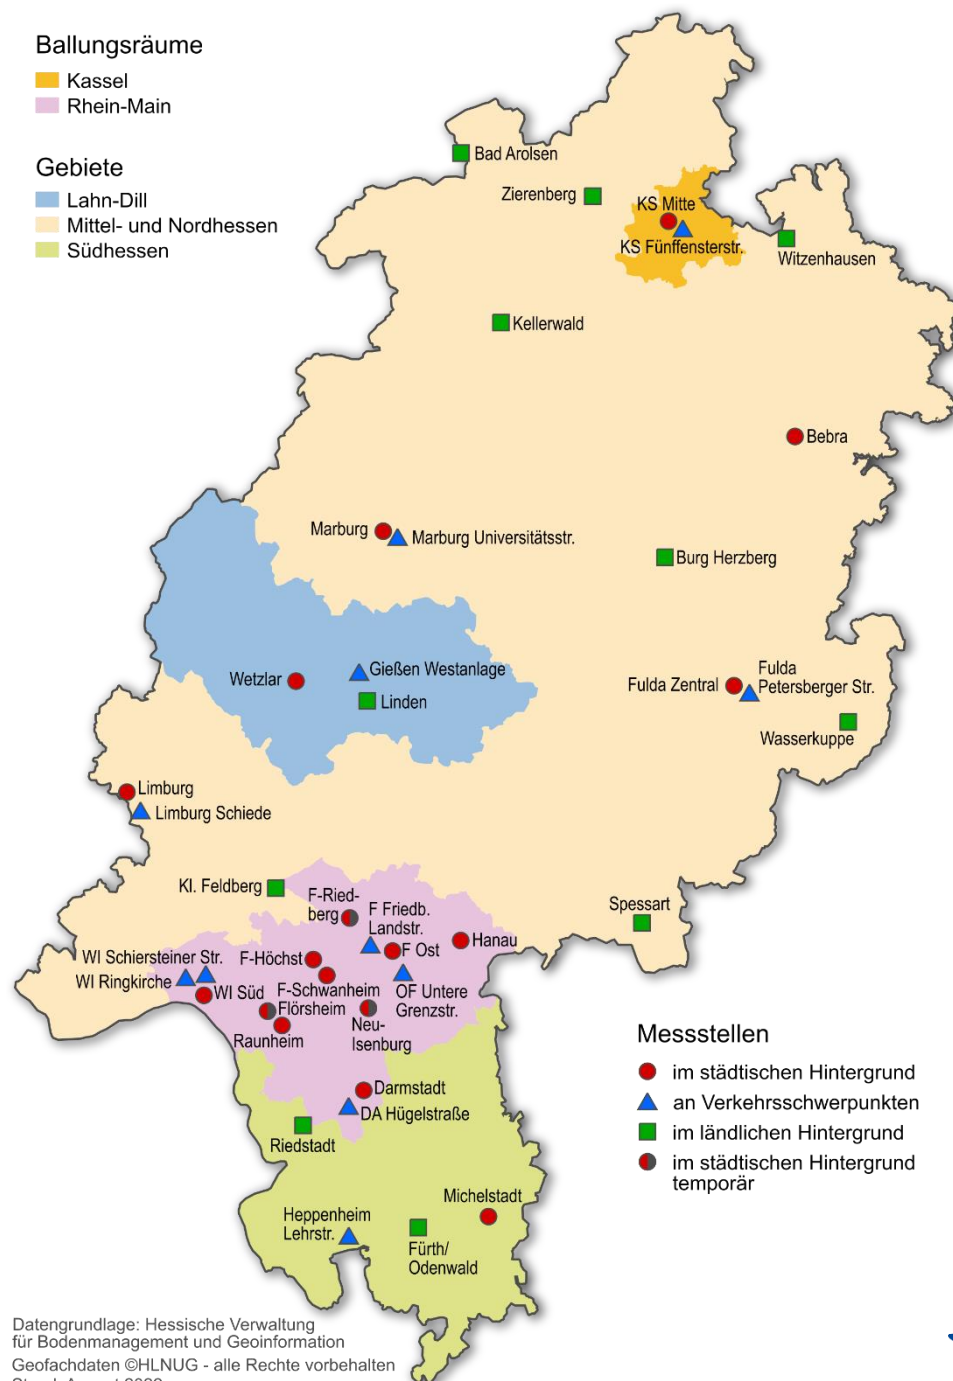 Ballungsräume
Kassel
Rhein-Main
Gebiete
Lahn-Dill
Mittel- und Nordhessen
Südhessen
Bad Arolsen
Zierenberg
KS Mitte
KS Fünffensterstr.
Witzenhausen
Kellerwald
Bebra
Marburg
Marburg Universitätsstr.
Burg Herzberg
Wetzlar
Gießen Westanlage
Linden
Fulda Zentral
Fulda
Petersberger Str.
Wasserkuppe
Limburg
Limburg Schiede
Kl. Feldberg
F-Ried-
berg
F Friedb.
Landstr.
Hanau
Spessart
WI Schiersteiner Str.
WI Ringkirche
WI Süd
F-Höchst
F Ost
F-Schwanheim
Flörsheim
OF Untere
Grenzstr.
Raunheim
Neu-
Isenburg
Darmstadt
DA Hügelstraße
Riedstadt
Michelstadt
Heppenheim
Lehrstr.
Fürth/
Odenwald
Messstellen
im städtischen Hintergrund
an Verkehrsschwerpunkten
im ländlichen Hintergrund
im städtischen Hintergrund
temporär
Datengrundlage: Hessische Verwaltung
für Bodenmanagement und Geoinformation
Geofachdaten ©HLNUG - alle Rechte vorbehalten